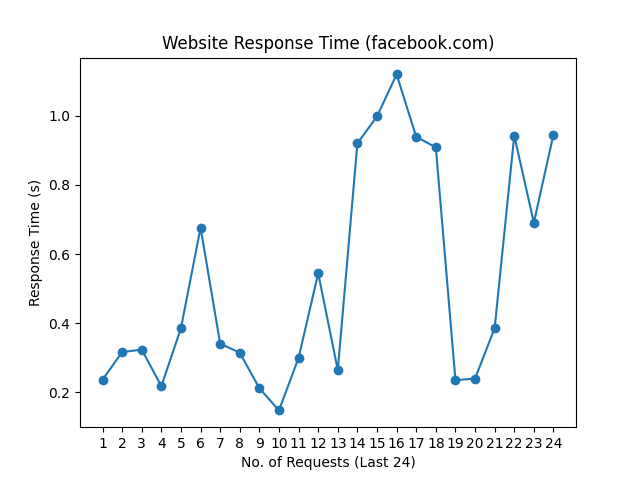 Website Response Time (facebook.com)
Response Time (s)
1.0
0.8
0.6
0.4
0.2
1 2 3 4 5 6 7 8 9 10 11 12 13 14 15 16 17 18 19 20 21 22 23 24
No. of Requests (Last 24)